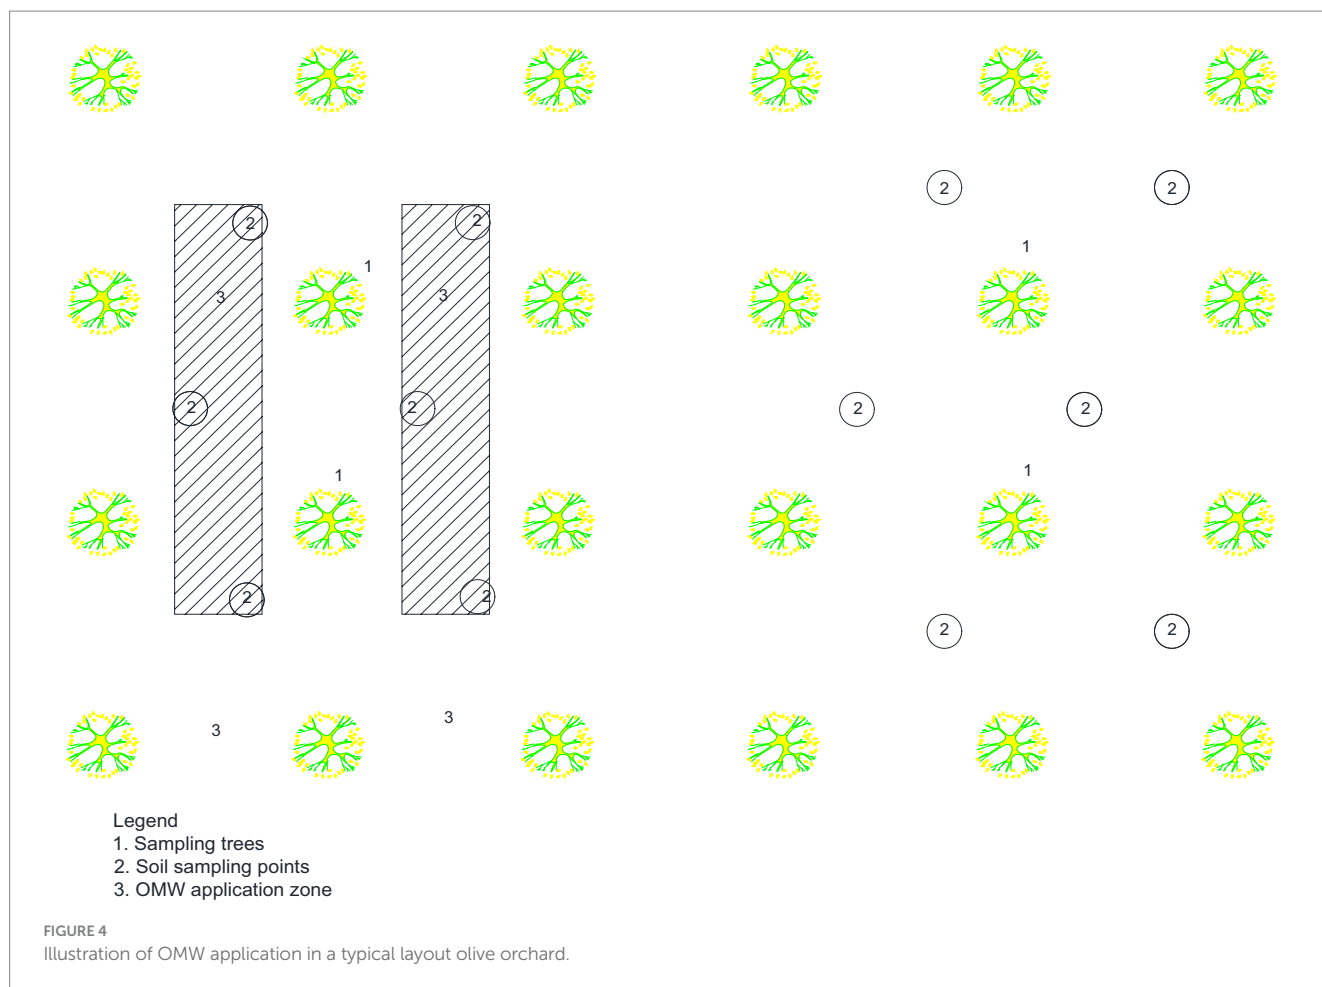 2 2
2 2
1
1
3 3
2 2 2 2
1 1
2 2
2 2
3
3
Legend
1. Sampling trees
2. Soil sampling points
3. OMW application zone
FIGURE 4
Illustration of OMW application in a typical layout olive orchard.